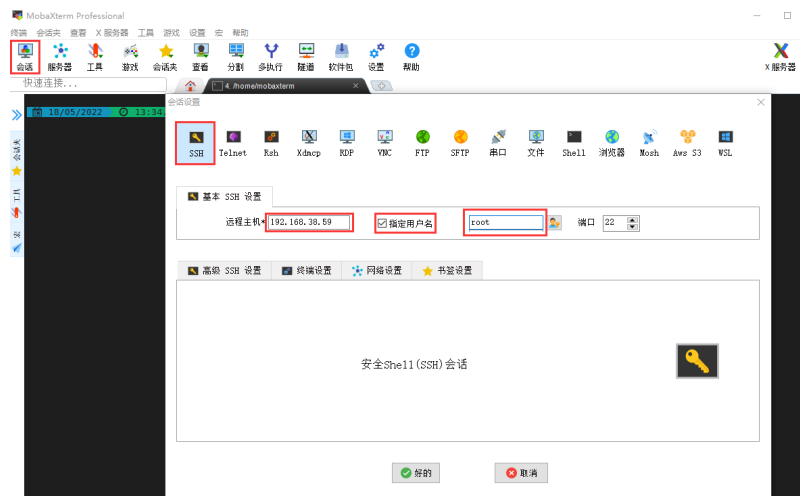 MobaXterm Professional
终端 会话夹 查看 X 服务器 工具 游戏 设置 宏 帮助
会话 服务器 工具 游戏 会话夹 查看 分割 多执行 隧道 软件包 设置 帮助 X 服务器
快速连接...
4. /home/mobaxterm
会话设置
18/05/2022 13:34.
会话夹
工具
宏
SSH Telnet Rsh Xdmcp RDP VNC FTP SFTP 串口 文件 Shell 浏览器 Mosh Aws S3 WSL
基本 SSH 设置
远程主机* 192.168.38.59 指定用户名 root 端口 22
高级 SSH 设置 终端设置 网络设置 书签设置
安全Shell(SSH)会话
好的 取消